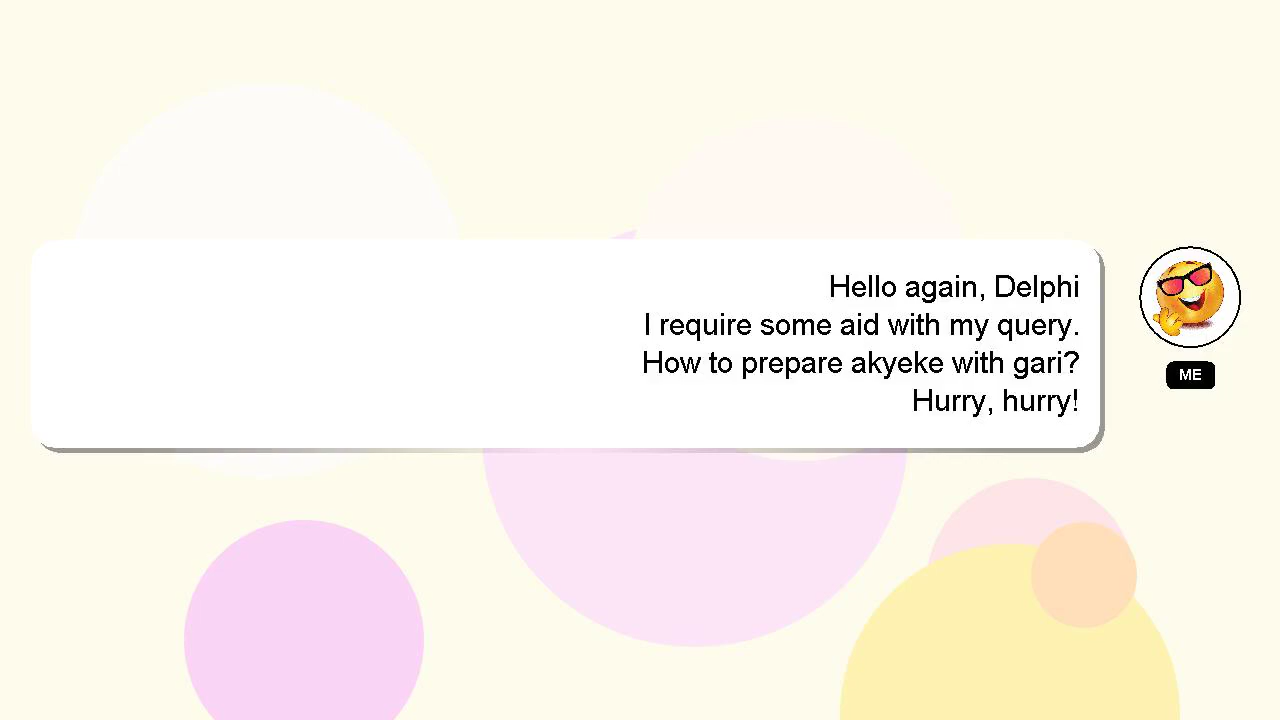 Hello again, Delphi
I require some aid with my query.
How to prepare akyeke with gari?
Hurry, hurry!
ME